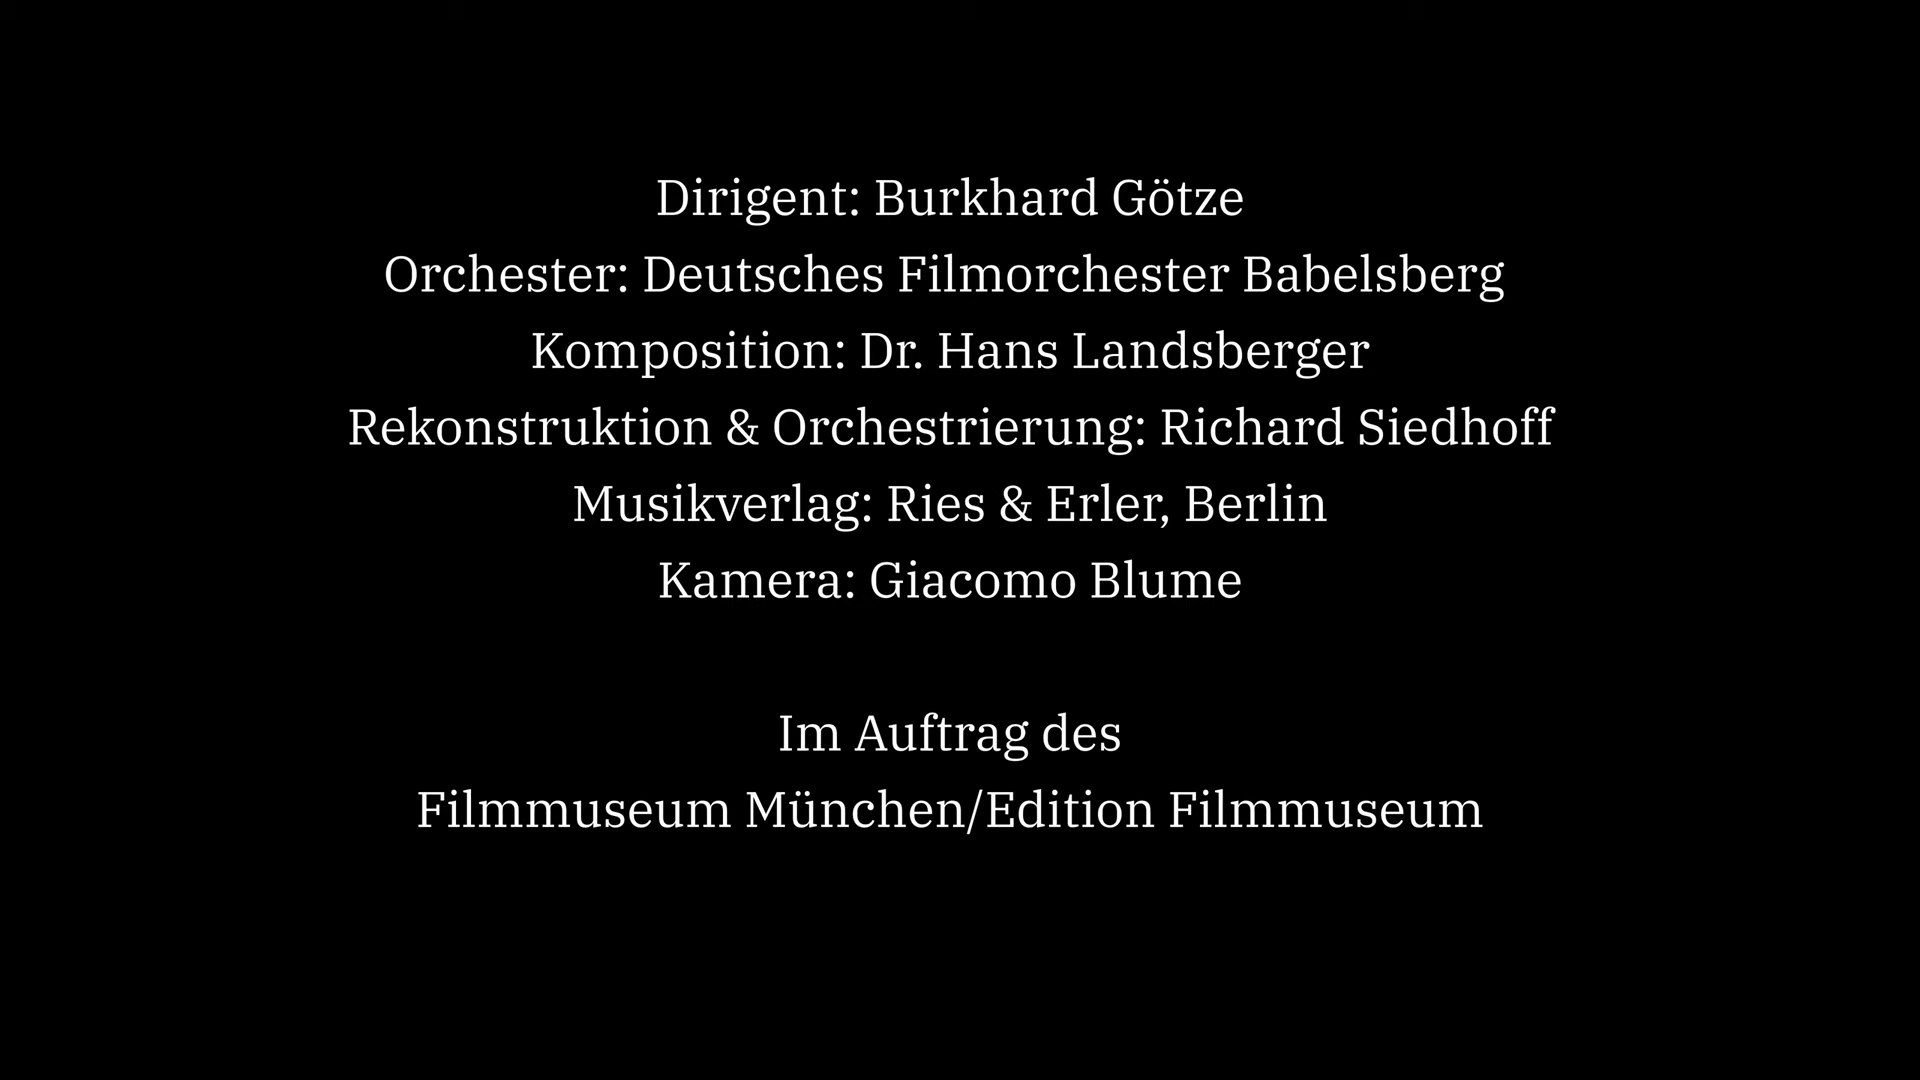 Dirigent: Burkhard Götze
Orchester: Deutsches Filmorchester Babelsberg
Komposition: Dr. Hans Landsberger
Rekonstruktion & Orchestrierung: Richard Siedhoff
Musikverlag: Ries & Erler, Berlin
Kamera: Giacomo Blume
Im Auftrag des
Filmmuseum München/Edition Filmmuseum